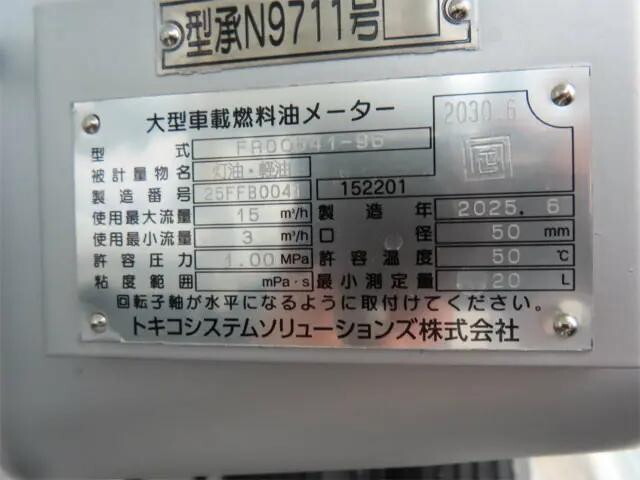 型承N9711号
大型車載燃料油メーター
2030.6
型式 FRD0541-96
被計量物名 灯油・軽油
製造番号 25FFB0041 152201
使用最大流量 15 m³/h 製造年 2025. 6
使用最小流量 3 m³/h 口径 50 mm
許容圧力 1.00 MPa 許容温度 50 ℃
粘度範囲 mPa・s 最小測定量 20 L
回転子軸が水平になるように取付けてください。
トキコシステムソリューションズ株式会社